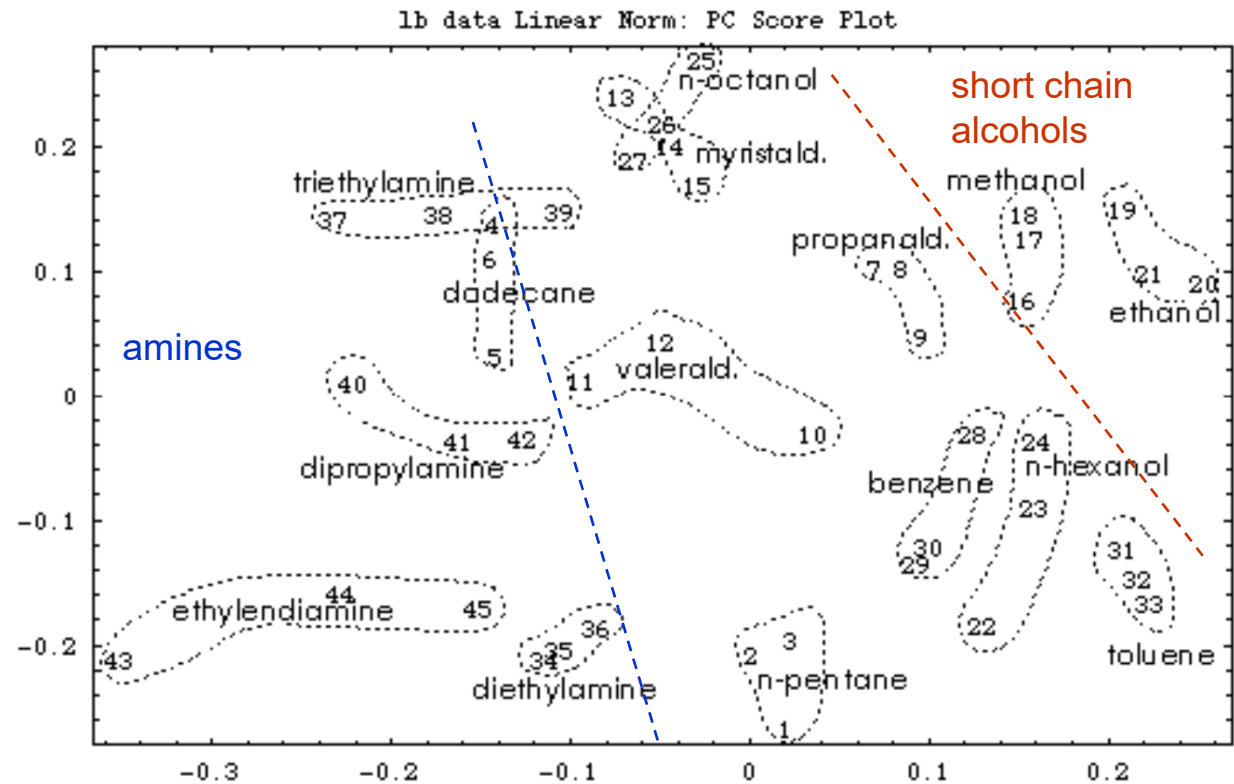 lb data Linear Norm: PC Score Plot
25
n-octanol
short chain
alcohols
13
26
0.2
27
14
myristald.
15
triethylamine
methanol
37
38
39
4
18
19
17
propanald.
6
7
8
0.1
21
20
dadecane
16
ethanol
9
amines
5
12
valerald.
0
40
11
41
42
10
28
24
dipropylamine
n-hexanol
benzene
-0.1
23
30
29
31
44
32
ethylendiamine
45
33
36
22
-0.2
43
35
34
2
3
toluene
diethylamine
n-pentane
1
-0.3
-0.2
-0.1
0
0.1
0.2